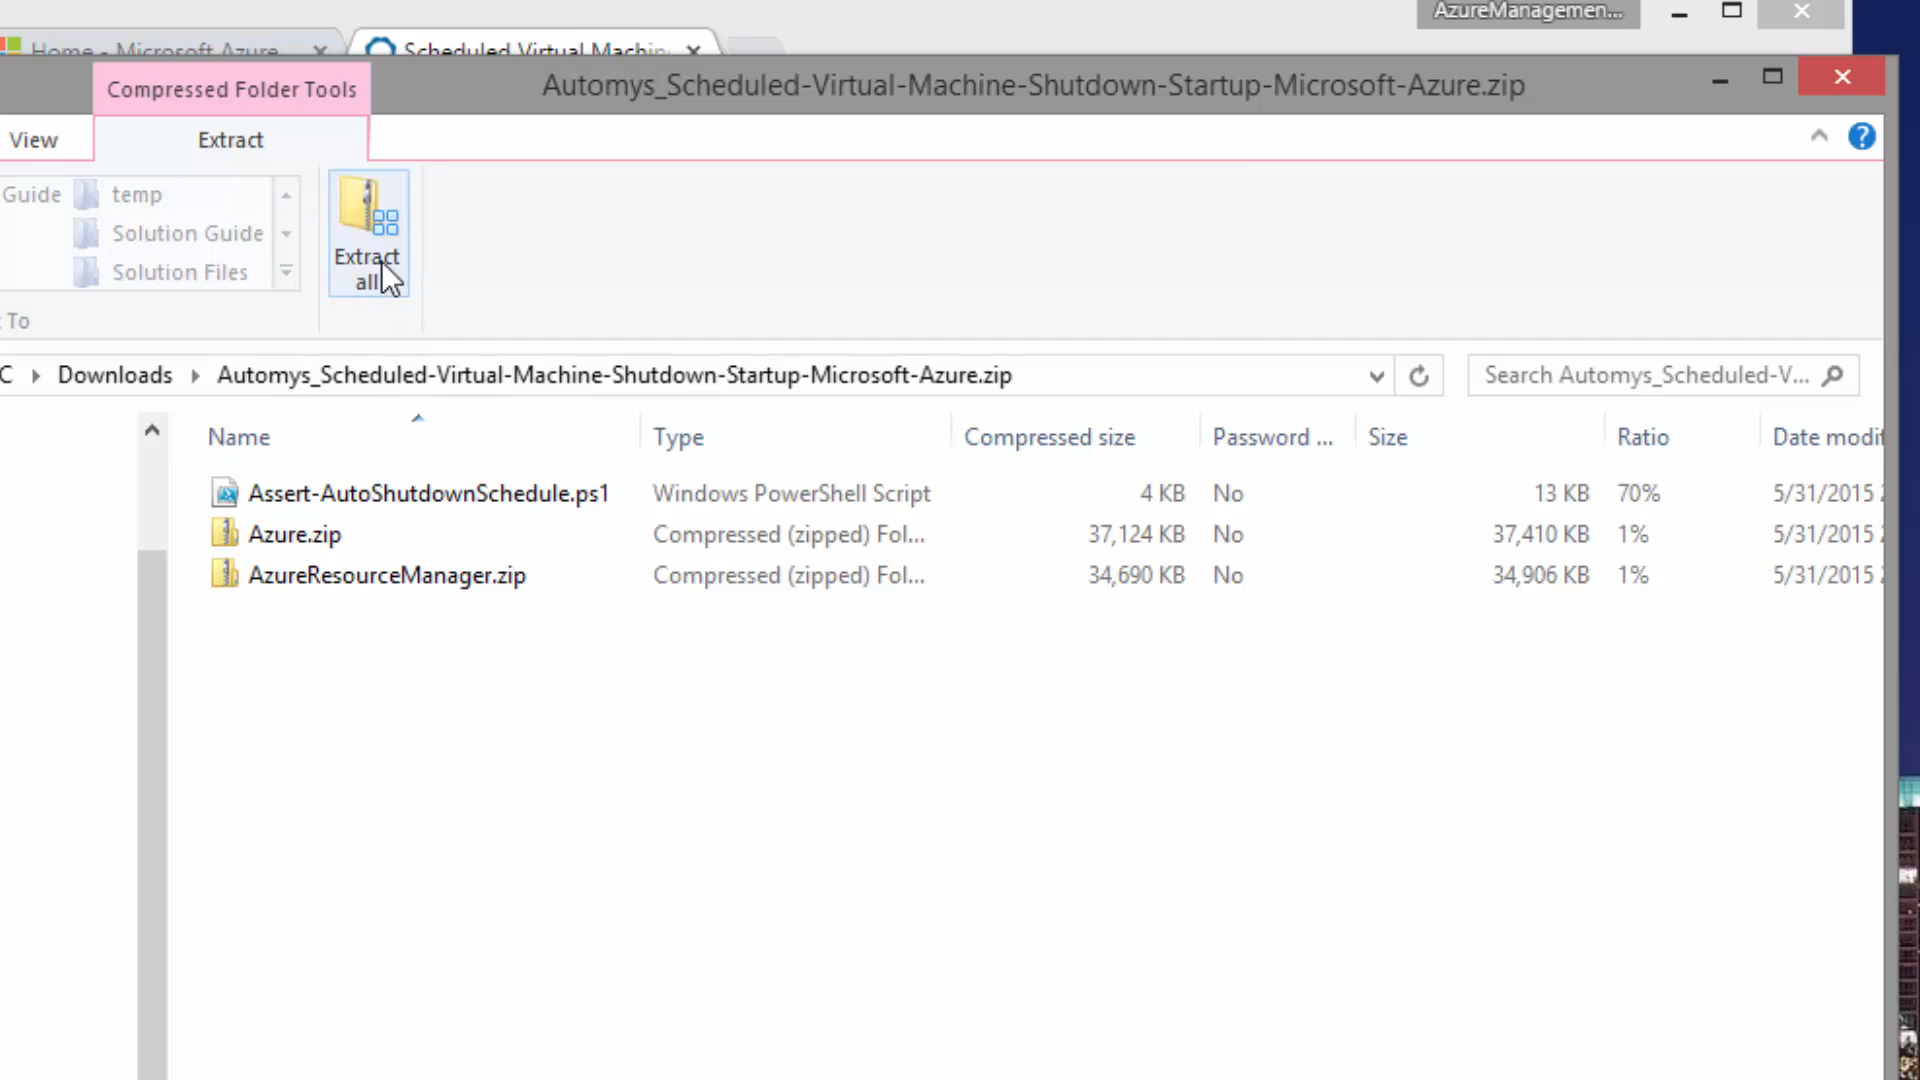 AzureManagemen...
Home - Microsoft Azure
Scheduled Virtual Machin
Compressed Folder Tools
Automys_Scheduled-Virtual-Machine-Shutdown-Startup-Microsoft-Azure.zip
View
Extract
Guide
temp
Solution Guide
Solution Files
Extract
all
To
C
Downloads
Automys_Scheduled-Virtual-Machine-Shutdown-Startup-Microsoft-Azure.zip
Search Automys_Scheduled-V...
Name Type Compressed size Password ... Size Ratio Date modif
Assert-AutoShutdownSchedule.ps1 Windows PowerShell Script 4 KB No 13 KB 70% 5/31/2015
Azure.zip Compressed (zipped) Fol... 37,124 KB No 37,410 KB 1% 5/31/2015
AzureResourceManager.zip Compressed (zipped) Fol... 34,690 KB No 34,906 KB 1% 5/31/2015